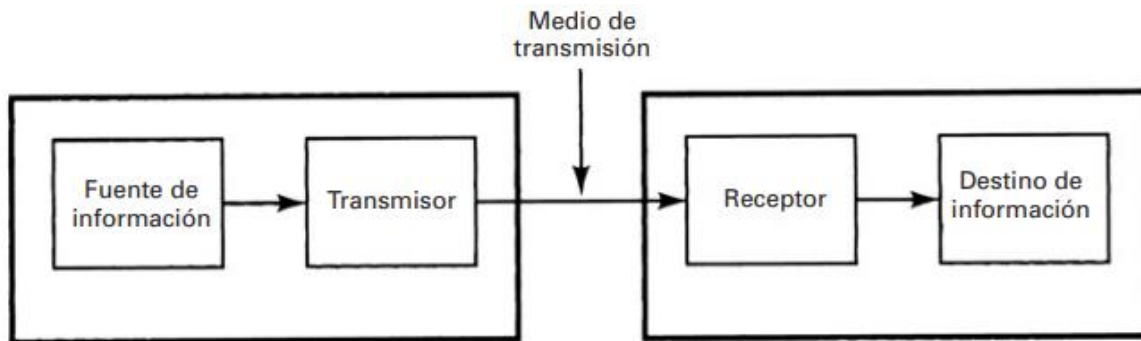 Medio de
transmisión
Fuente de
información
Transmisor
Receptor
Destino de
información